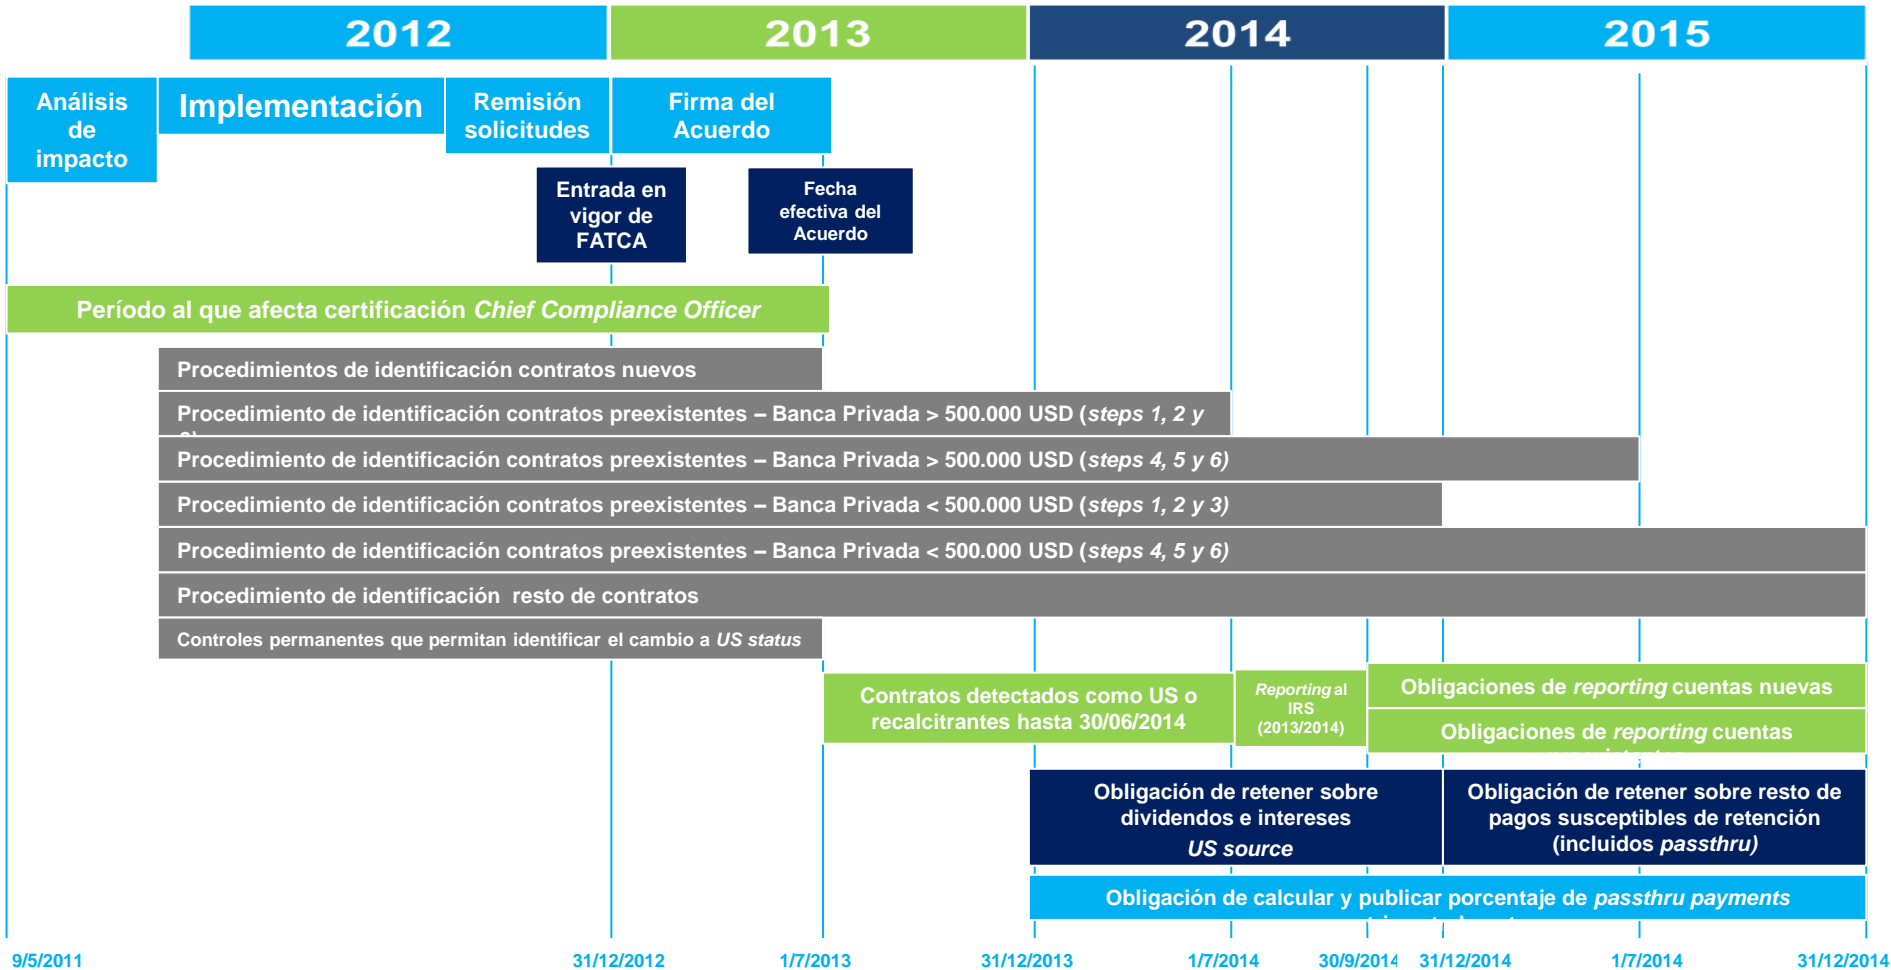 2012
2013
2014
2015
Análisis
de
impacto
Implementación
Remisión
solicitudes
Firma del
Acuerdo
Entrada en
vigor de
FATCA
Fecha
efectiva del
Acuerdo
Período al que afecta certificación Chief Compliance Officer
Procedimientos de identificación contratos nuevos
Procedimiento de identificación contratos preexistentes – Banca Privada > 500.000 USD (steps 1, 2 y
Procedimiento de identificación contratos preexistentes – Banca Privada > 500.000 USD (steps 4, 5 y 6)
Procedimiento de identificación contratos preexistentes – Banca Privada < 500.000 USD (steps 1, 2 y 3)
Procedimiento de identificación contratos preexistentes – Banca Privada < 500.000 USD (steps 4, 5 y 6)
Procedimiento de identificación resto de contratos
Controles permanentes que permitan identificar el cambio a US status
Contratos detectados como US o
recalcitrantes hasta 30/06/2014
Reporting al
IRS
(2013/2014)
Obligaciones de reporting cuentas nuevas
Obligaciones de reporting cuentas
Obligación de retener sobre
dividendos e intereses
US source
Obligación de retener sobre resto de
pagos susceptibles de retención
(incluidos passthru)
Obligación de calcular y publicar porcentaje de passthru payments
9/5/2011
31/12/2012
1/7/2013
31/12/2013
1/7/2014
30/9/2014
31/12/2014
1/7/2014
31/12/2014